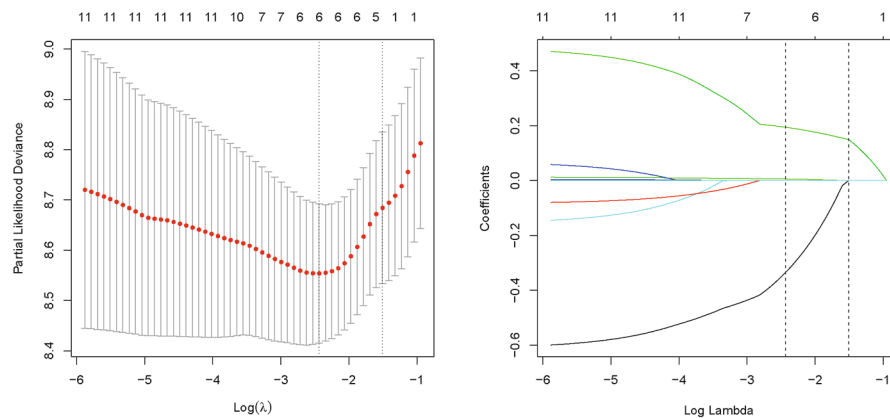 11 11 11 11 11 10 7 7 6 6 6 6 5 1 1
9.0
8.9
8.8
8.7
8.6
8.5
8.4
Partial Likelihood Deviance
−6 −5 −4 −3 −2 −1
Log(λ)
11 11 11 7 6 1
0.4
0.2
0.0
−0.2
−0.4
−0.6
Coefficients
−6 −5 −4 −3 −2 −1
Log Lambda